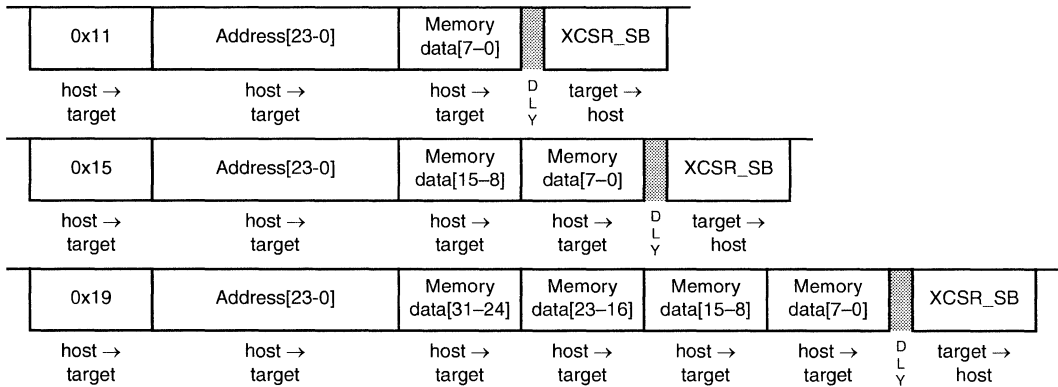 0x11 Address[23-0] Memory data[7–0] XCSR_SB
host → target host → target host → target DLY target → host
0x15 Address[23-0] Memory data[15–8] Memory data[7–0] XCSR_SB
host → target host → target host → target host → target DLY target → host
0x19 Address[23-0] Memory data[31–24] Memory data[23–16] Memory data[15–8] Memory data[7–0] XCSR_SB
host → target host → target host → target host → target host → target host → target DLY target → host